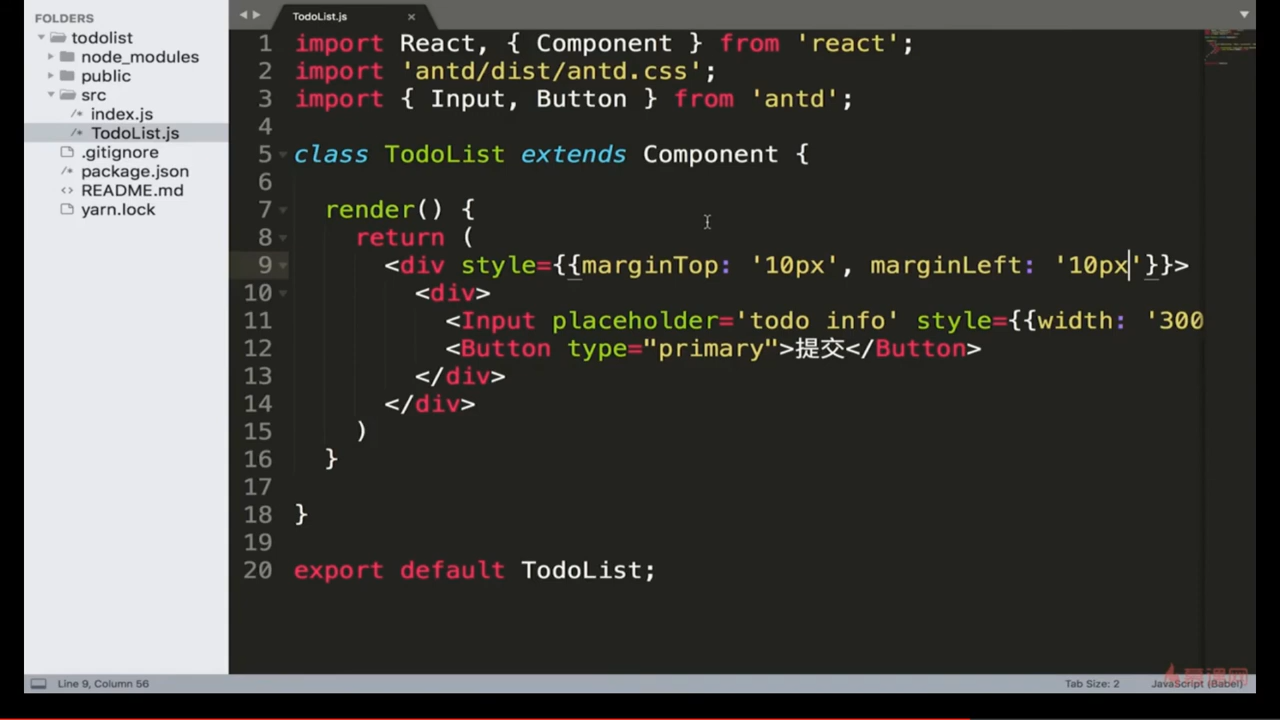 FOLDERS
todolist
node_modules
public
src
index.js
TodoList.js
.gitignore
package.json
README.md
yarn.lock
TodoList.js
1 import React, { Component } from 'react';
2 import 'antd/dist/antd.css';
3 import { Input, Button } from 'antd';
4
5 class TodoList extends Component {
6
7 render() {
8 return (
9 <div style={{marginTop: '10px', marginLeft: '10px'}}>
10 <div>
11 <Input placeholder='todo info' style={{width: '300
12 <Button type="primary">提交</Button>
13 </div>
14 </div>
15 )
16 }
17
18 }
19
20 export default TodoList;
Line 9, Column 56
Tab Size: 2
JavaScript (Babel)
慕课网